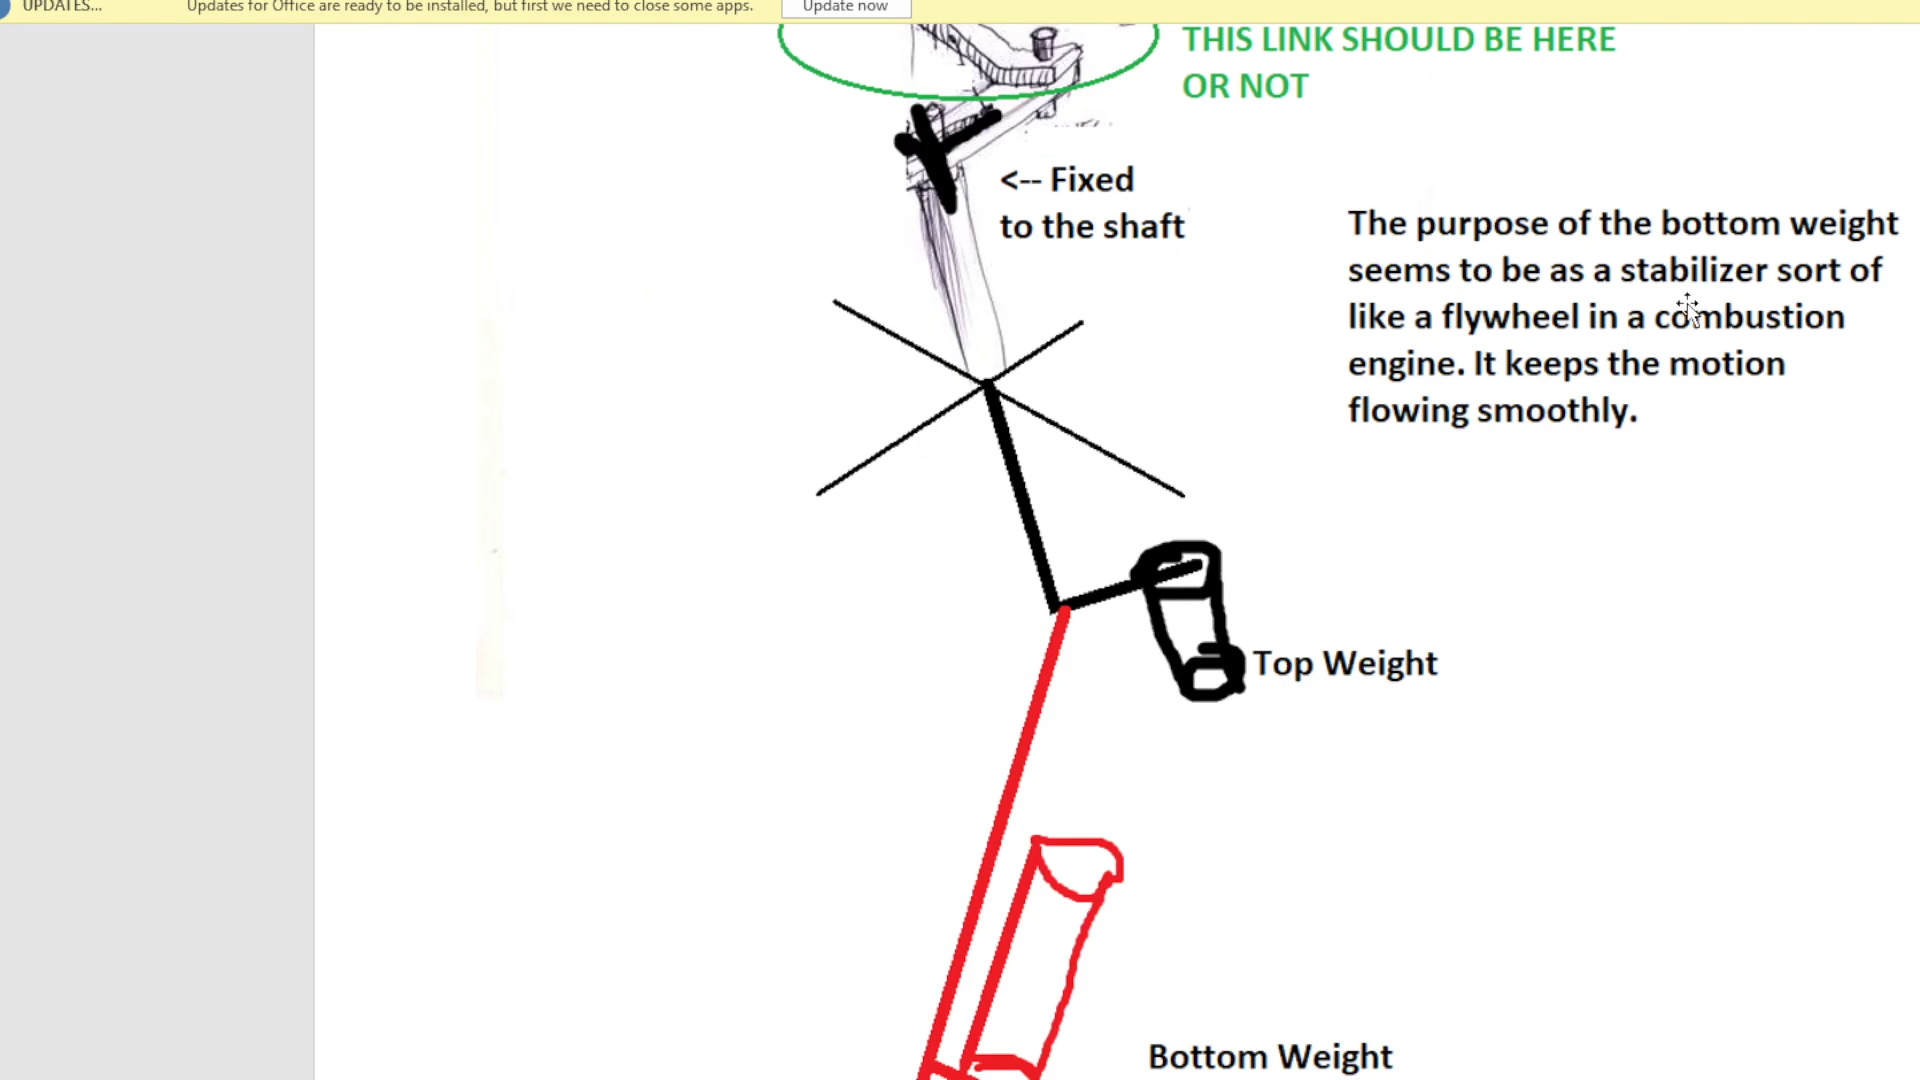 UPDATES... Updates for Office are ready to be installed, but first we need to close some apps. Update now
THIS LINK SHOULD BE HERE
OR NOT
<-- Fixed
to the shaft
The purpose of the bottom weight
seems to be as a stabilizer sort of
like a flywheel in a combustion
engine. It keeps the motion
flowing smoothly.
Top Weight
Bottom Weight